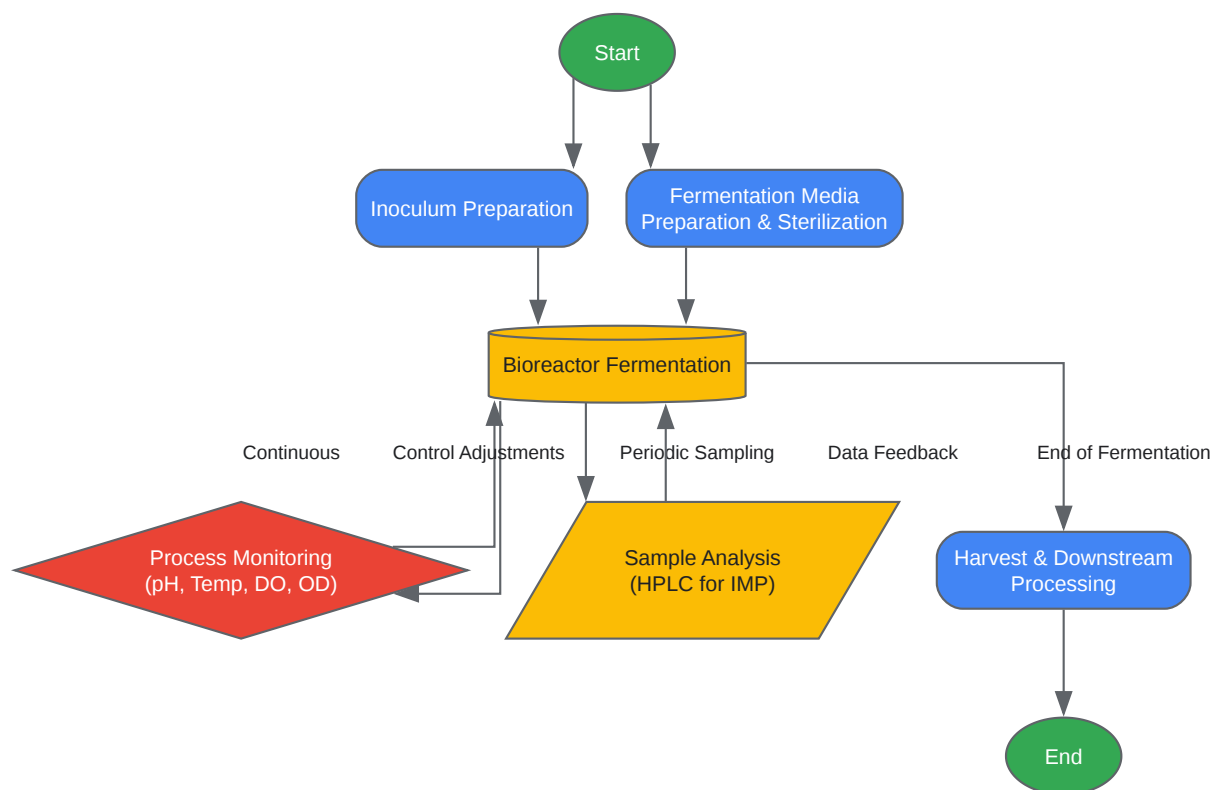 Start
Inoculum Preparation
Fermentation Media
Preparation & Sterilization
Bioreactor Fermentation
Continuous
Control Adjustments
Periodic Sampling
Data Feedback
End of Fermentation
Process Monitoring
(pH, Temp, DO, OD)
Sample Analysis
(HPLC for IMP)
Harvest & Downstream
Processing
End